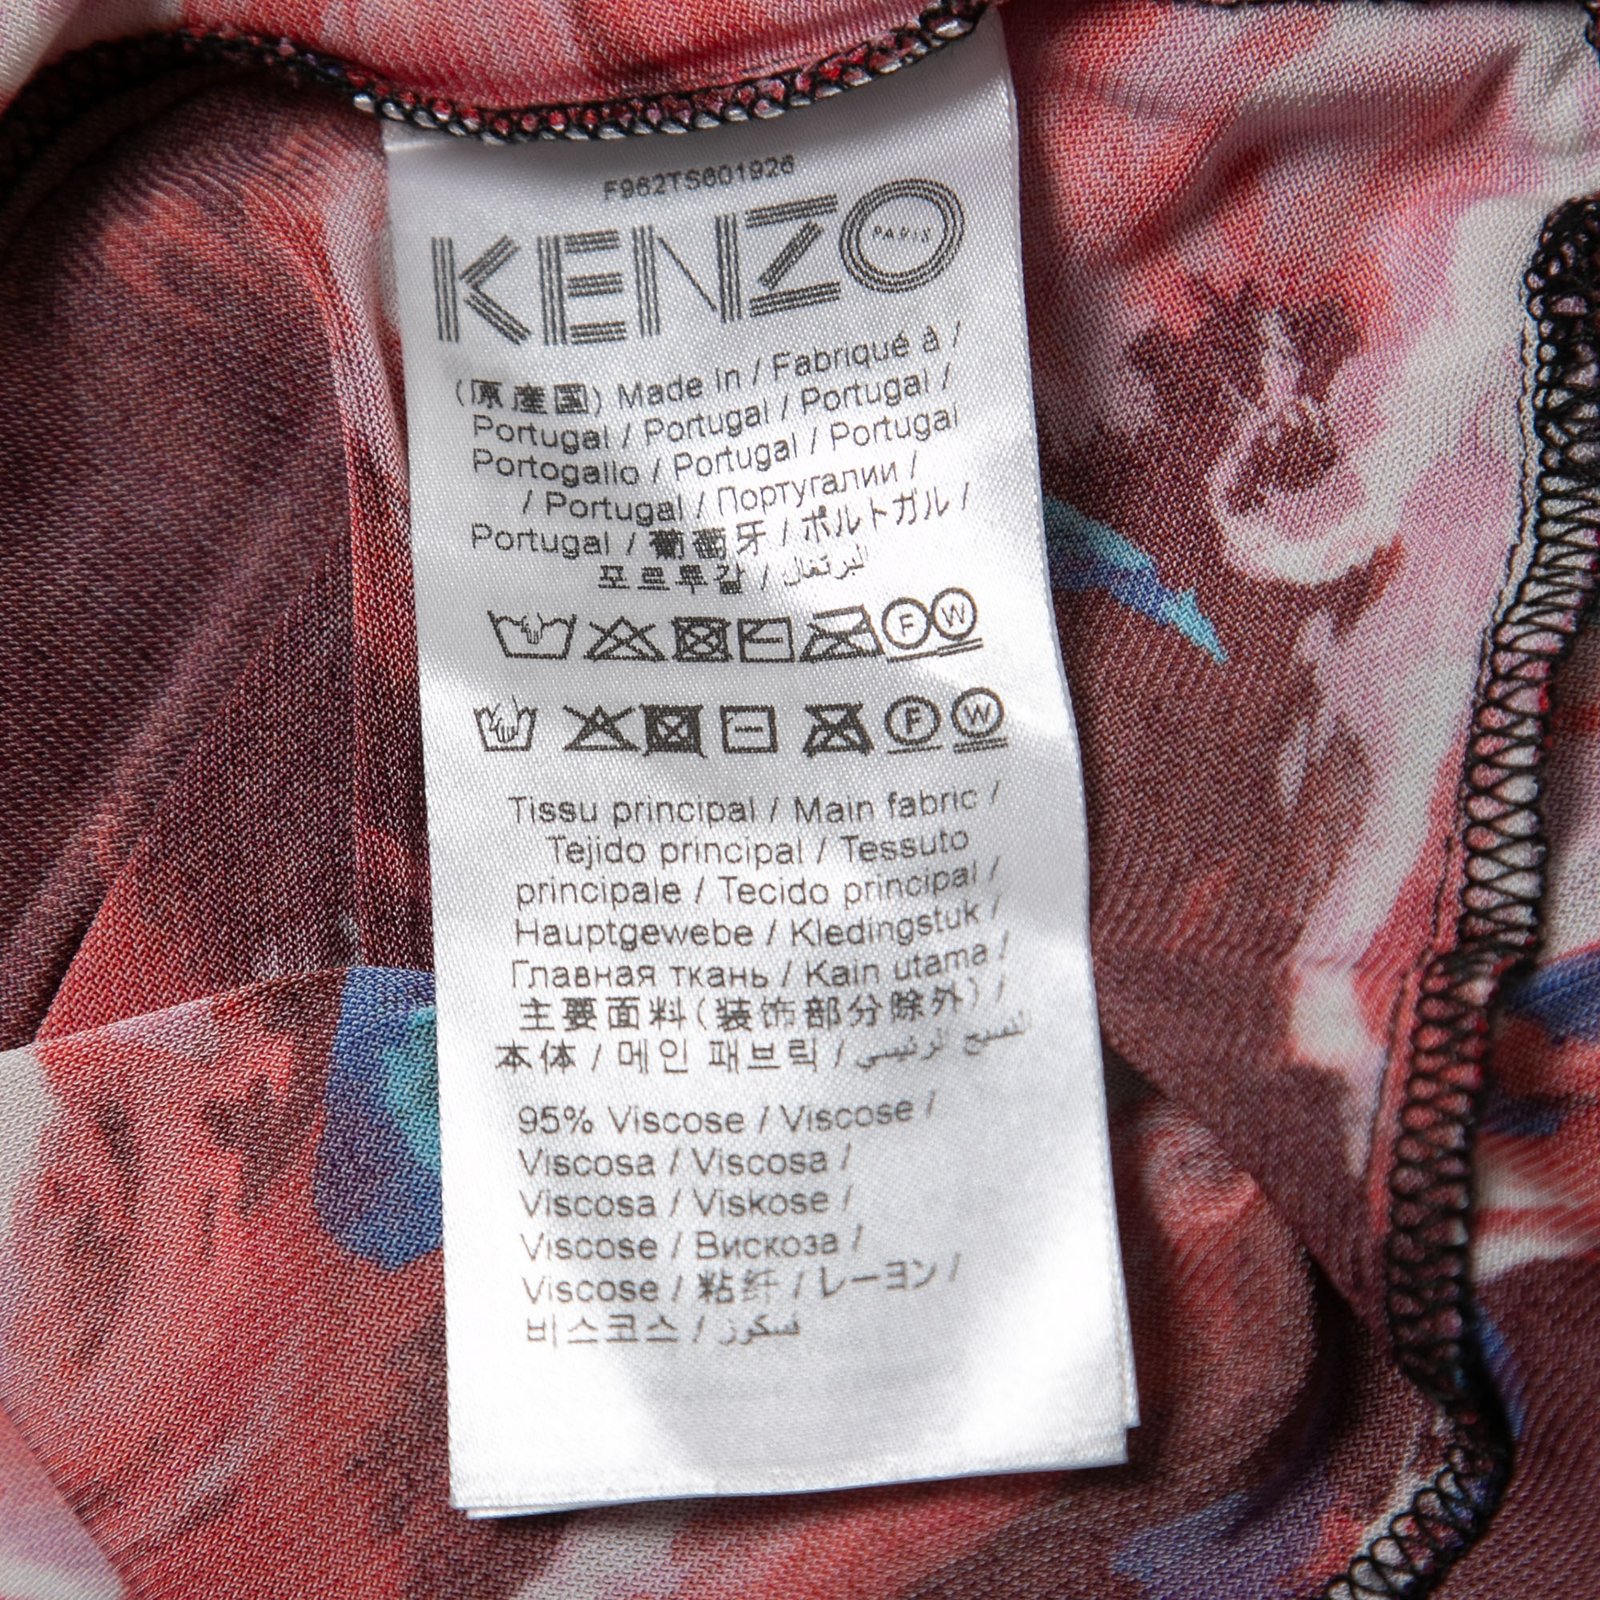 F962TS601926
KENZO
PARIS
(原産国) Made in / Fabriqué à /
Portugal / Portugal / Portugal /
Portogallo / Portugal / Portugal
/ Portugal / Португалии /
Portugal / 葡萄牙 / ポルトガル /
포르투갈 / البرتغال
F W
F W
Tissu principal / Main fabric /
Tejido principal / Tessuto
principale / Tecido principal /
Hauptgewebe / Kledingstuk /
Главная ткань / Kain utama /
主要面料(装饰部分除外) /
本体 / 메인 패브릭 / النسيج الرئيسي
95% Viscose / Viscose /
Viscosa / Viscosa /
Viscosa / Viskose /
Viscose / Вискоза /
Viscose / 粘纤 / レーヨン /
비스코스 / فسكوز